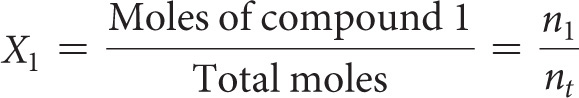 X₁ = Moles of compound 1 / Total moles = n₁ / nₜ